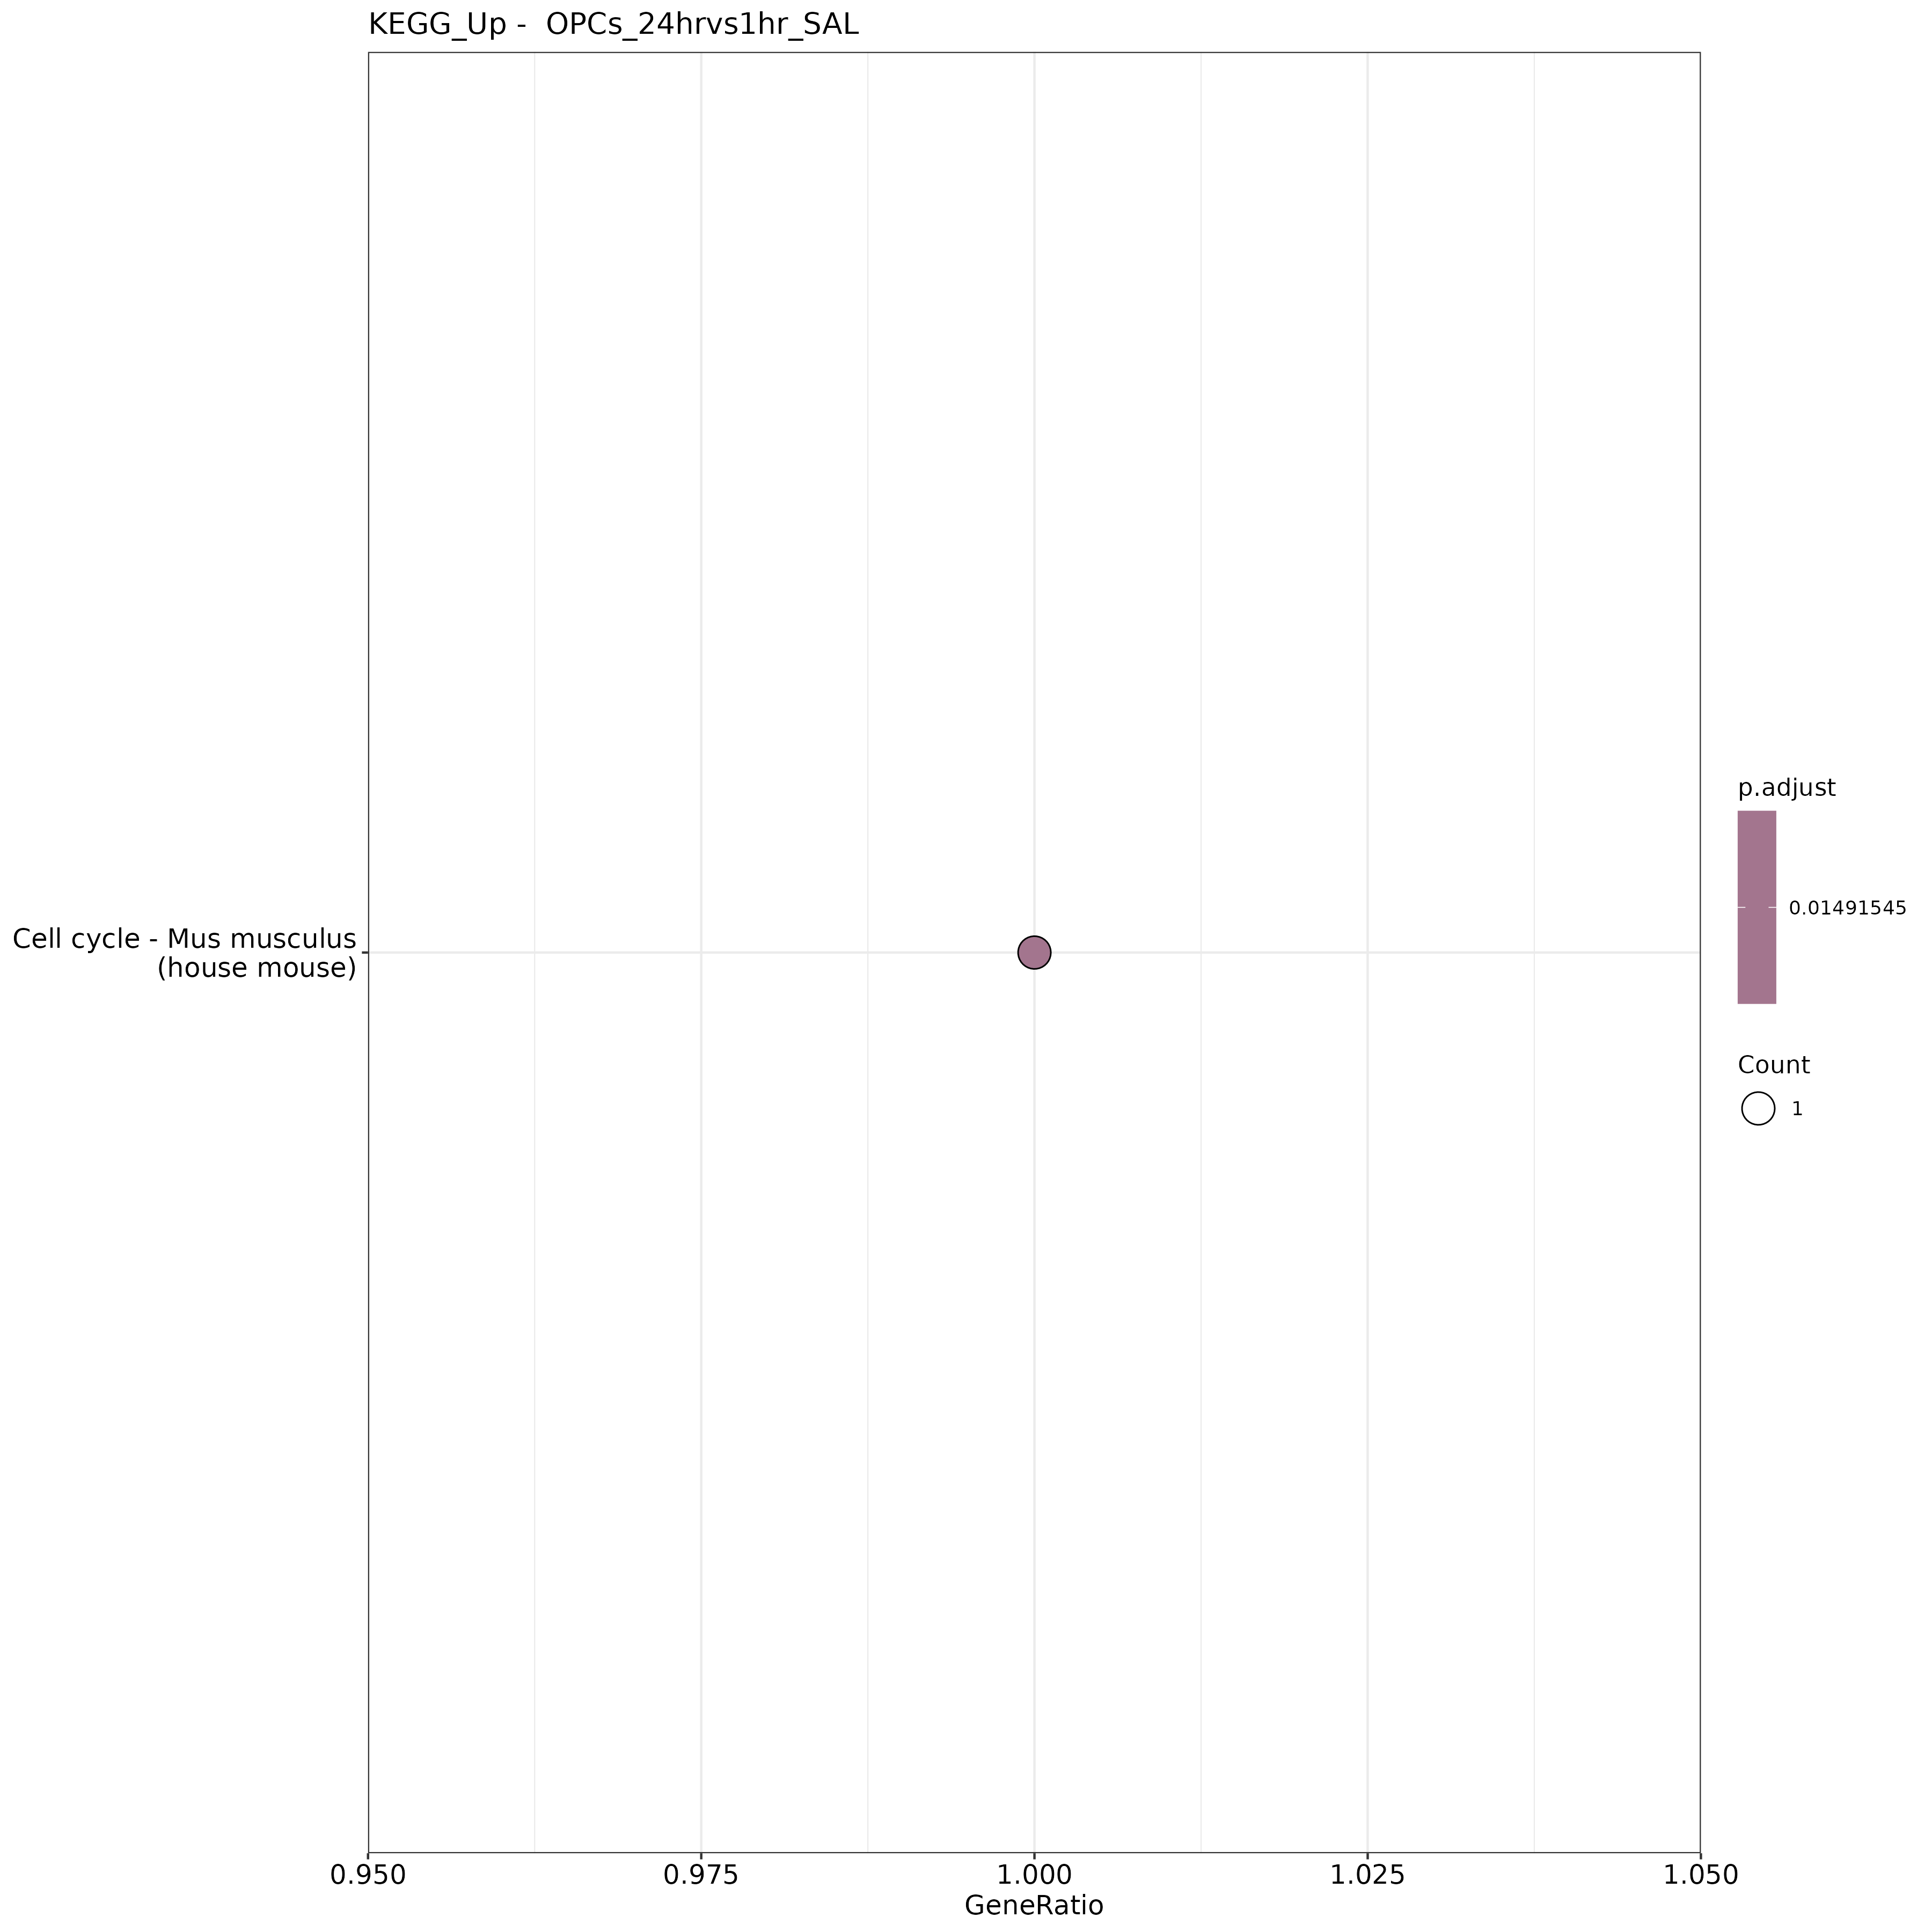 KEGG_Up -  OPCs_24hrvs1hr_SAL
Cell cycle - Mus musculus
(house mouse)
p.adjust
0.01491545
Count
1
0.950
0.975
1.000
1.025
1.050
GeneRatio